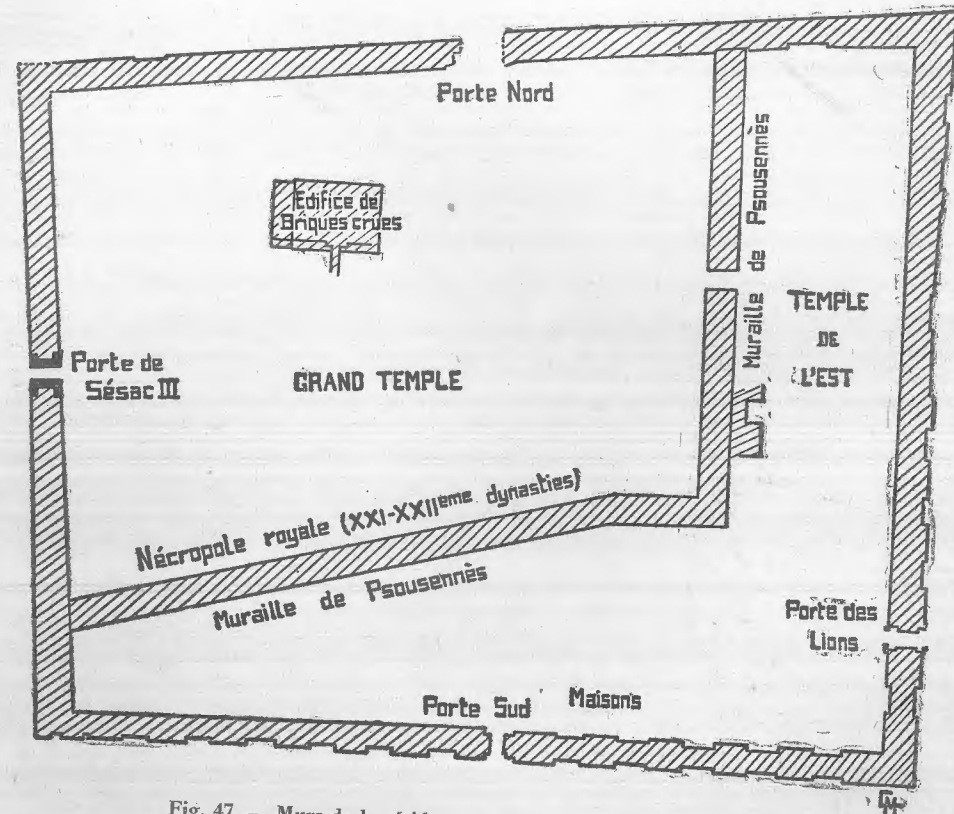 Porte Nord
Muraille de Psousennès
Edifice de
Briques crues
TEMPLE
DE
L'EST
Porte de
Sésac III
GRAND TEMPLE
Nécropole royale (XXI-XXIIème dynasties)
Muraille de Psousennès
Porte des
Lions
Porte Sud
Maisons
Fig. 47. — Murs de